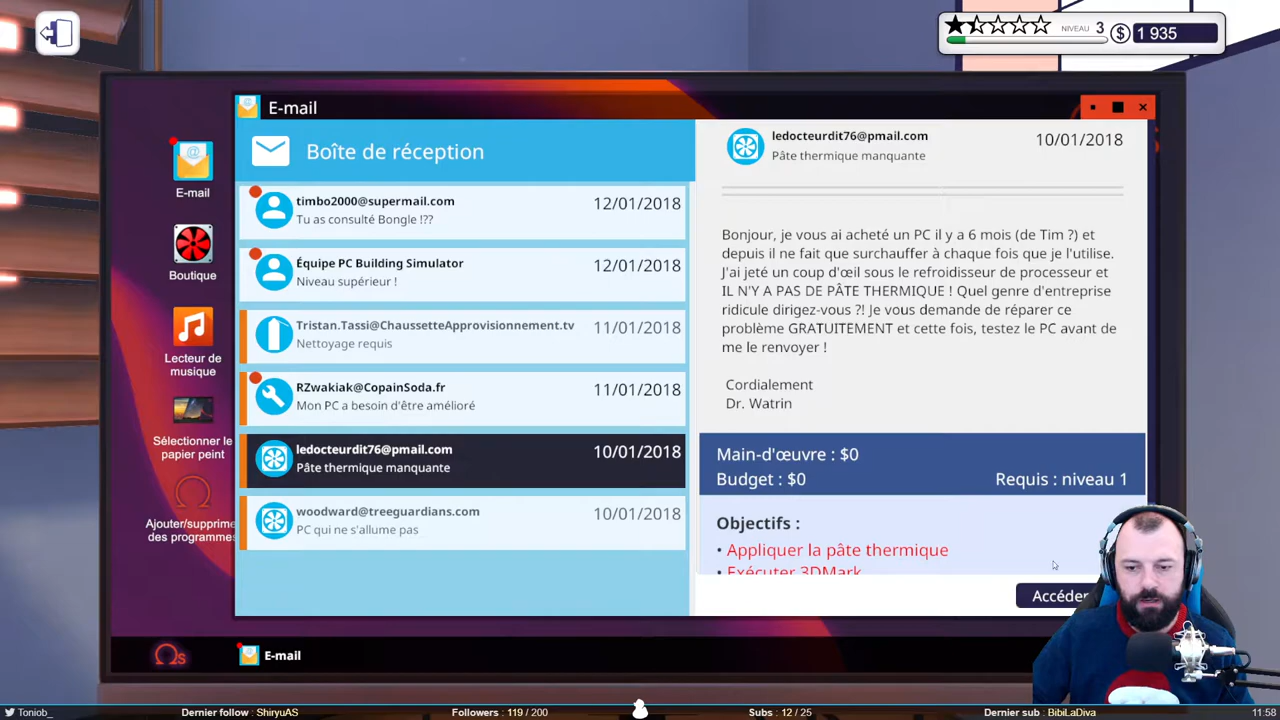 NIVEAU 3
$ 1 935
E-mail
Boîte de réception
ledocteurdit76@pmail.com
10/01/2018
Pâte thermique manquante
E-mail
Boutique
Lecteur de
musique
Sélectionner le
papier peint
Ajouter/supprime
des programmes
timbo2000@supermail.com
12/01/2018
Tu as consulté Bongle !??
Équipe PC Building Simulator
12/01/2018
Niveau supérieur !
Tristan.Tassi@ChaussetteApprovisionnement.tv
11/01/2018
Nettoyage requis
RZwakiak@CopainSoda.fr
11/01/2018
Mon PC a besoin d'être amélioré
ledocteurdit76@pmail.com
10/01/2018
Pâte thermique manquante
woodward@treeguardians.com
10/01/2018
PC qui ne s'allume pas
Bonjour, je vous ai acheté un PC il y a 6 mois (de Tim ?) et
depuis il ne fait que surchauffer à chaque fois que je l'utilise.
J'ai jeté un coup d'œil sous le refroidisseur de processeur et
IL N'Y A PAS DE PÂTE THERMIQUE ! Quel genre d'entreprise
ridicule dirigez-vous ?! Je vous demande de réparer ce
problème GRATUITEMENT et cette fois, testez le PC avant de
me le renvoyer !
Cordialement
Dr. Watrin
Main-d'œuvre : $0
Budget : $0
Requis : niveau 1
Objectifs :
• Appliquer la pâte thermique
• Exécuter 3DMark
Accéder
Ωs
E-mail
Toniob_
Dernier follow : ShiryuAS
Followers : 119 / 200
Subs : 12 / 25
Dernier sub : BibiLaDiva
11:58